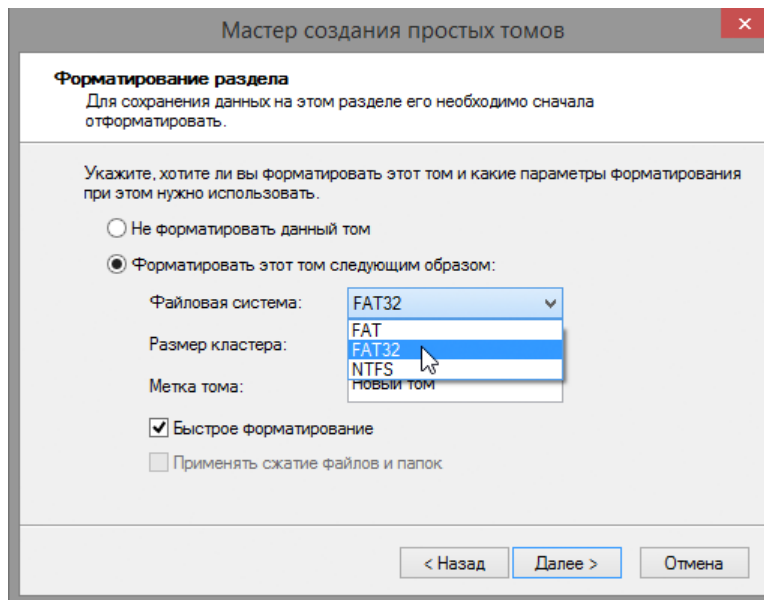 Мастер создания простых томов
Форматирование раздела
Для сохранения данных на этом разделе его необходимо сначала
отформатировать.
Укажите, хотите ли вы форматировать этот том и какие параметры форматирования
при этом нужно использовать.
Не форматировать данный том
Форматировать этот том следующим образом:
Файловая система: FAT32
FAT
Размер кластера: FAT32
NTFS
Метка тома: Новый том
Быстрое форматирование
Применять сжатие файлов и папок
< Назад Далее > Отмена